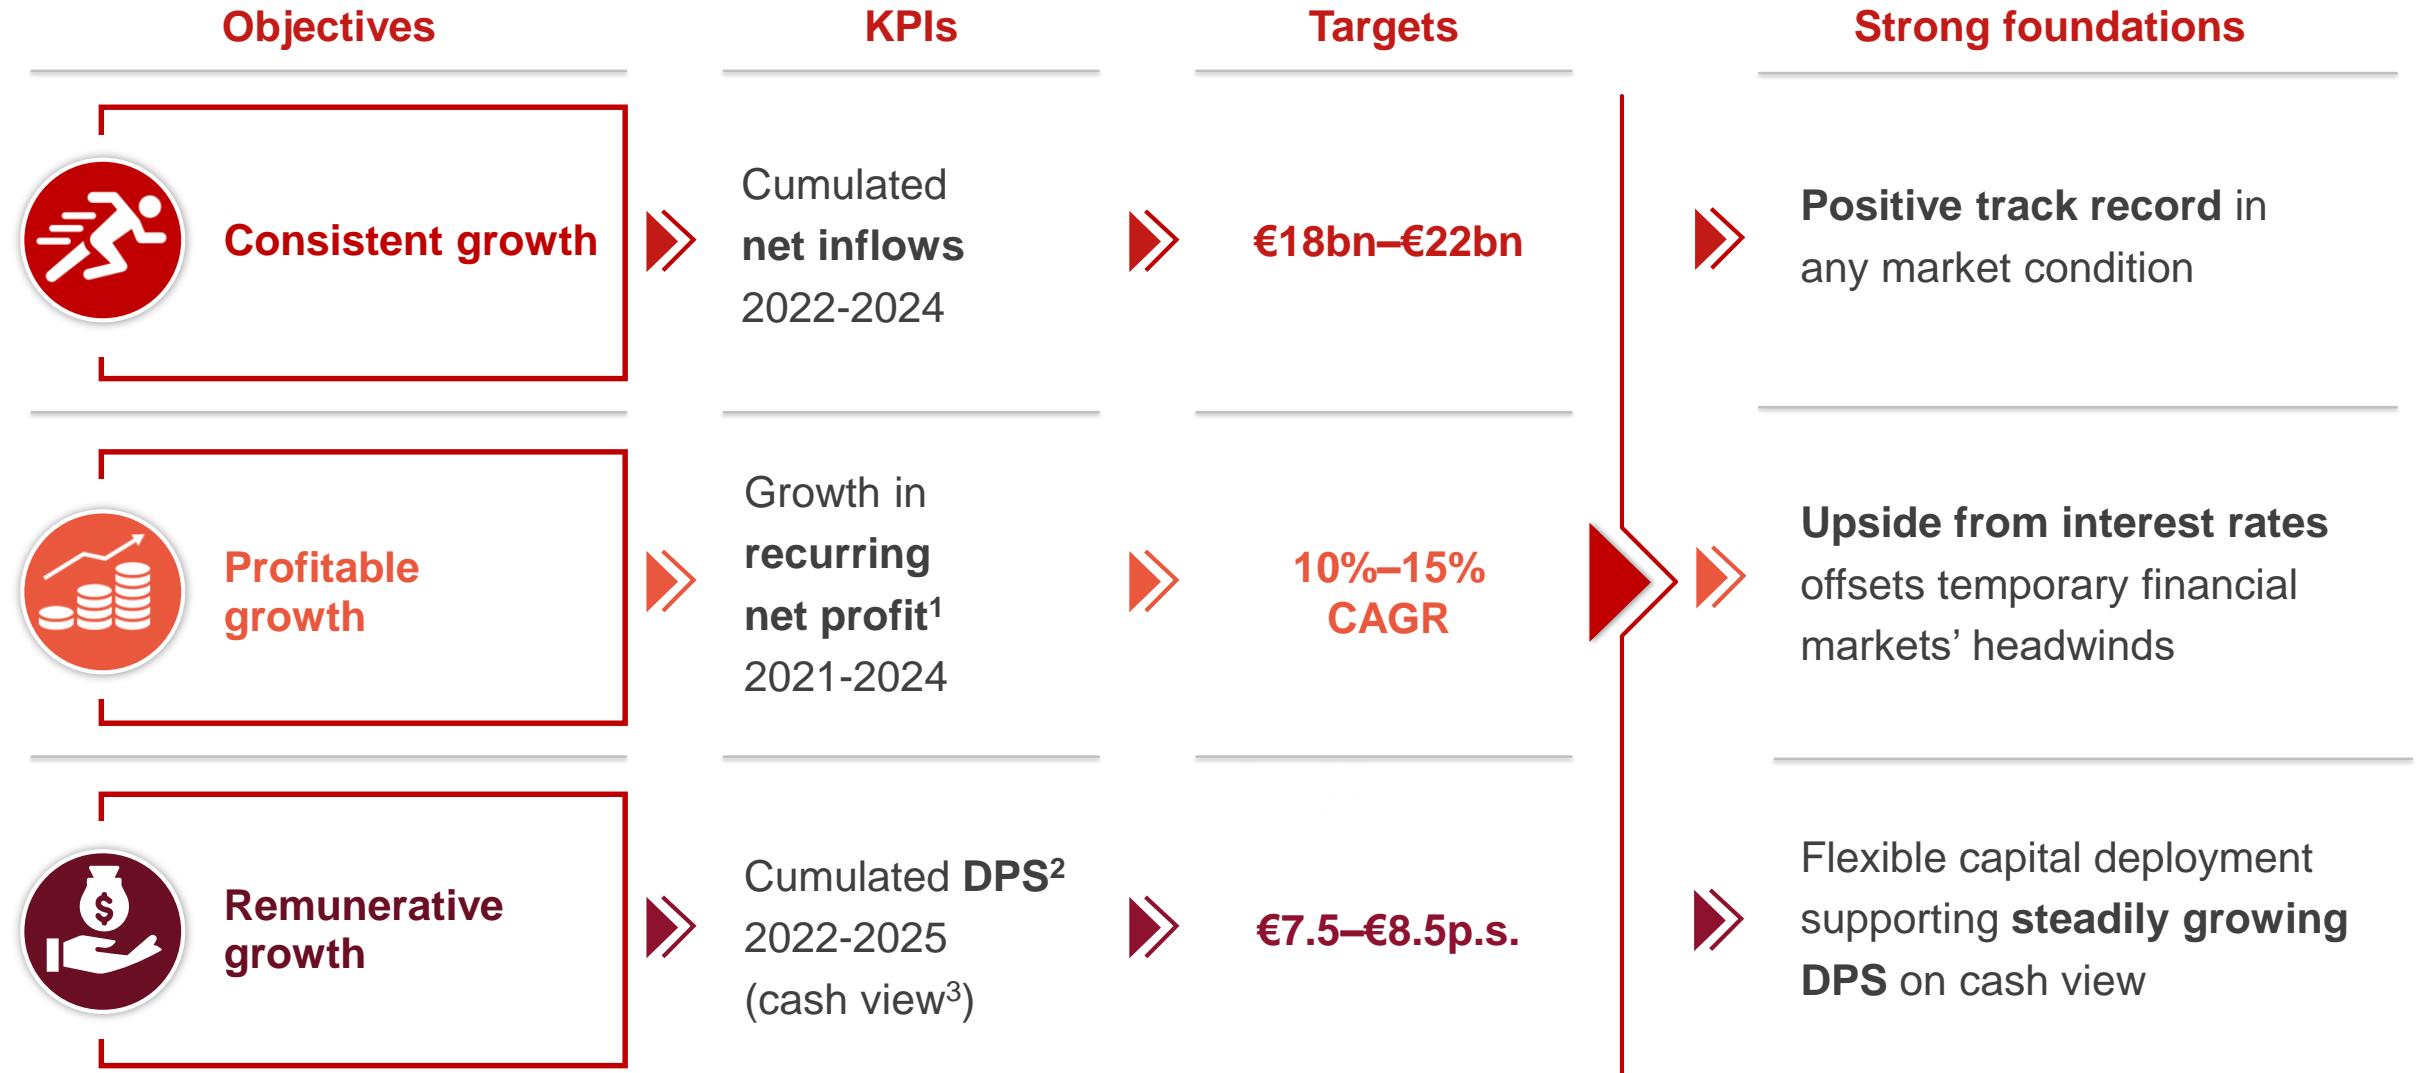 Objectives
KPIs
Targets
Strong foundations
Consistent growth
Cumulated
net inflows
2022-2024
€18bn–€22bn
Positive track record in
any market condition
Profitable
growth
Growth in
recurring
net profit¹
2021-2024
10%–15%
CAGR
Upside from interest rates
offsets temporary financial
markets’ headwinds
$
Remunerative
growth
Cumulated DPS²
2022-2025
(cash view³)
€7.5–€8.5p.s.
Flexible capital deployment
supporting steadily growing
DPS on cash view